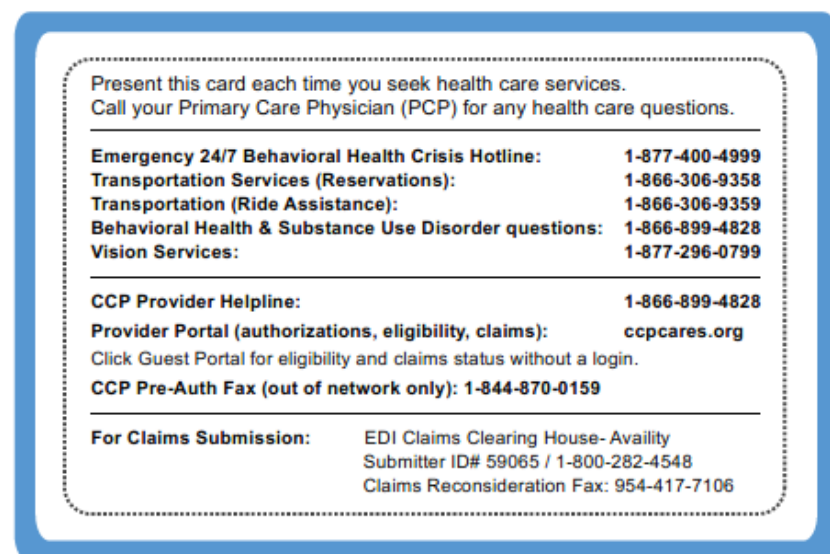 Present this card each time you seek health care services.
Call your Primary Care Physician (PCP) for any health care questions.
Emergency 24/7 Behavioral Health Crisis Hotline: 1-877-400-4999
Transportation Services (Reservations): 1-866-306-9358
Transportation (Ride Assistance): 1-866-306-9359
Behavioral Health & Substance Use Disorder questions: 1-866-899-4828
Vision Services: 1-877-296-0799
CCP Provider Helpline: 1-866-899-4828
Provider Portal (authorizations, eligibility, claims): ccpcares.org
Click Guest Portal for eligibility and claims status without a login.
CCP Pre-Auth Fax (out of network only): 1-844-870-0159
For Claims Submission: EDI Claims Clearing House- Availity
Submitter ID# 59065 / 1-800-282-4548
Claims Reconsideration Fax: 954-417-7106